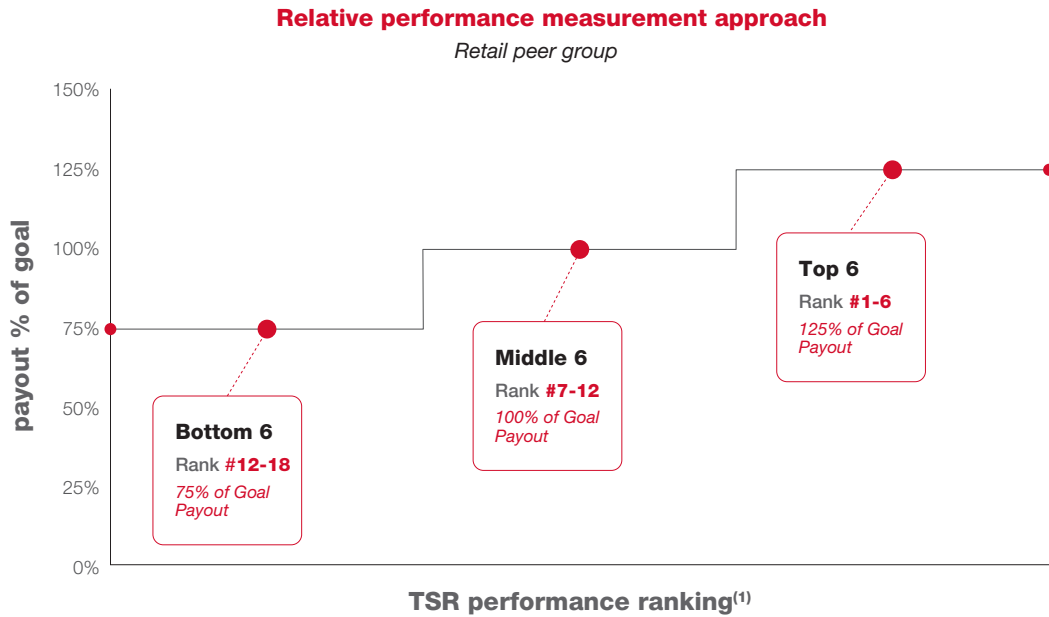 Relative performance measurement approach
Retail peer group
150%
125%
100%
75%
50%
25%
0%
payout % of goal
Bottom 6
Rank #12-18
75% of Goal
Payout
Middle 6
Rank #7-12
100% of Goal
Payout
Top 6
Rank #1-6
125% of Goal
Payout
TSR performance ranking(1)